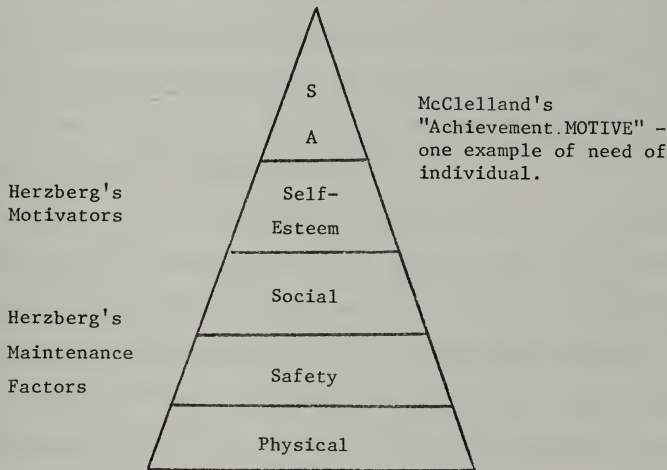 S
A
McClelland's
"Achievement.MOTIVE" -
one example of need of
individual.
Herzberg's
Motivators
Self-
Esteem
Social
Herzberg's
Maintenance
Factors
Safety
Physical